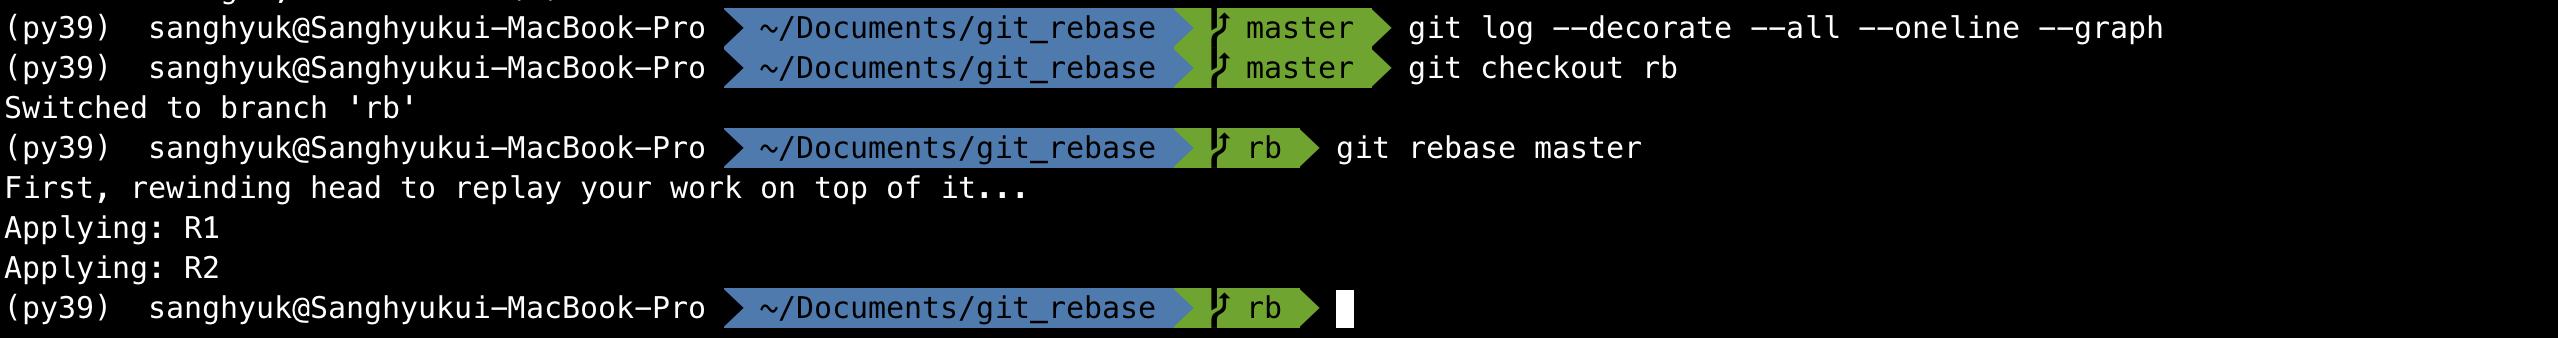 (py39)  sanghyuk@Sanghyukui-MacBook-Pro  ~/Documents/git_rebase  master  git log --decorate --all --oneline --graph
(py39)  sanghyuk@Sanghyukui-MacBook-Pro  ~/Documents/git_rebase  master  git checkout rb
Switched to branch 'rb'
(py39)  sanghyuk@Sanghyukui-MacBook-Pro  ~/Documents/git_rebase  rb  git rebase master
First, rewinding head to replay your work on top of it...
Applying: R1
Applying: R2
(py39)  sanghyuk@Sanghyukui-MacBook-Pro  ~/Documents/git_rebase  rb